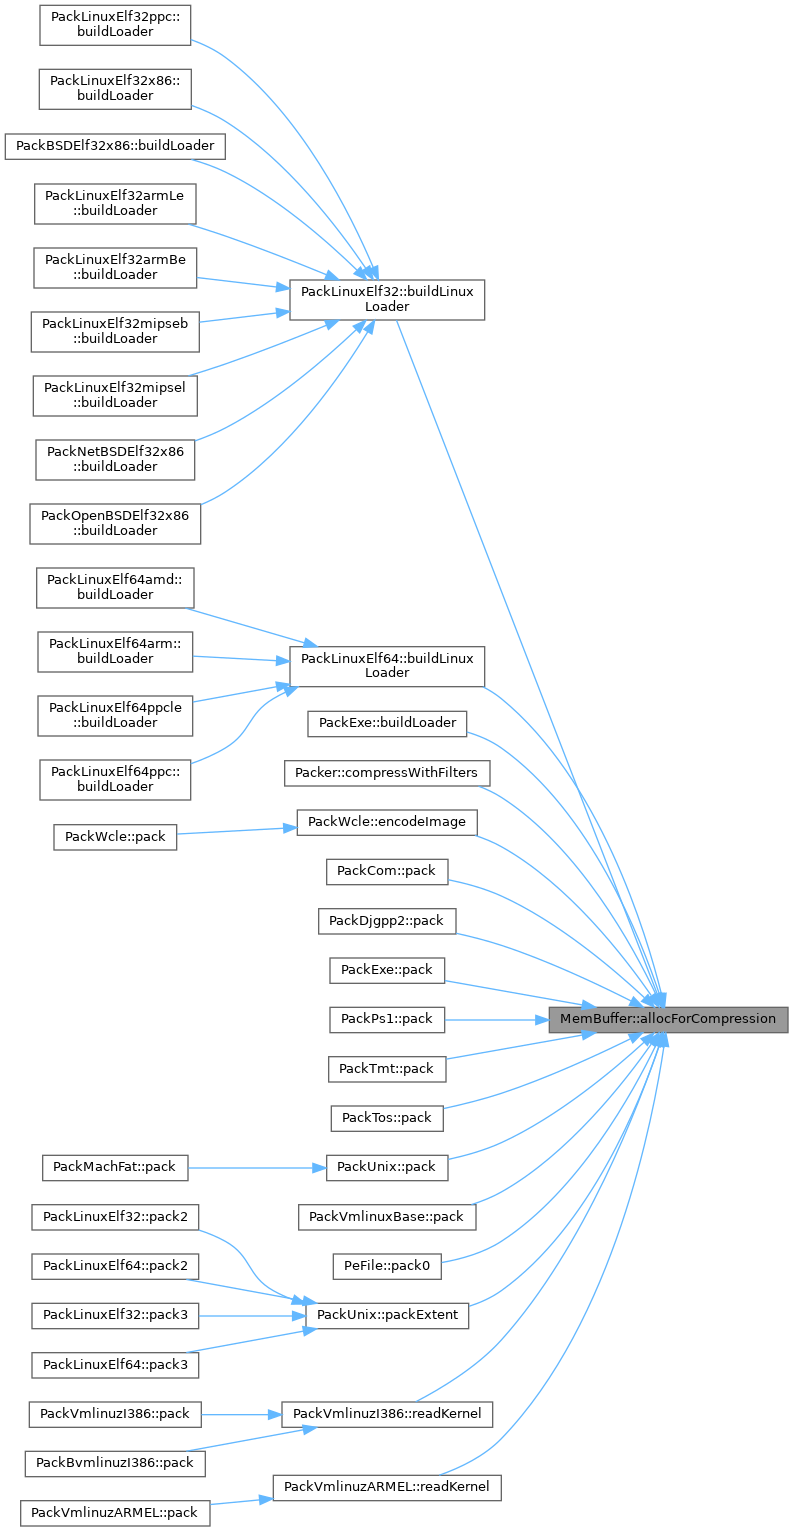 PackLinuxElf32ppc::
buildLoader
PackLinuxElf32x86::
buildLoader
PackBSDElf32x86::buildLoader
PackLinuxElf32armLe
::buildLoader
PackLinuxElf32armBe
::buildLoader
PackLinuxElf32::buildLinux
Loader
PackLinuxElf32mipseb
::buildLoader
PackLinuxElf32mipsel
::buildLoader
PackNetBSDElf32x86
::buildLoader
PackOpenBSDElf32x86
::buildLoader
PackLinuxElf64amd::
buildLoader
PackLinuxElf64arm::
buildLoader
PackLinuxElf64::buildLinux
Loader
PackLinuxElf64ppcle
::buildLoader
PackExe::buildLoader
PackLinuxElf64ppc::
buildLoader
Packer::compressWithFilters
PackWcle::encodeImage
PackWcle::pack
PackCom::pack
PackDjgpp2::pack
PackExe::pack
PackPs1::pack
MemBuffer::allocForCompression
PackTmt::pack
PackTos::pack
PackMachFat::pack
PackUnix::pack
PackLinuxElf32::pack2
PackVmlinuxBase::pack
PackLinuxElf64::pack2
PeFile::pack0
PackLinuxElf32::pack3
PackUnix::packExtent
PackLinuxElf64::pack3
PackVmlinuzI386::pack
PackVmlinuzI386::readKernel
PackBvmlinuzI386::pack
PackVmlinuzARMEL::readKernel
PackVmlinuzARMEL::pack